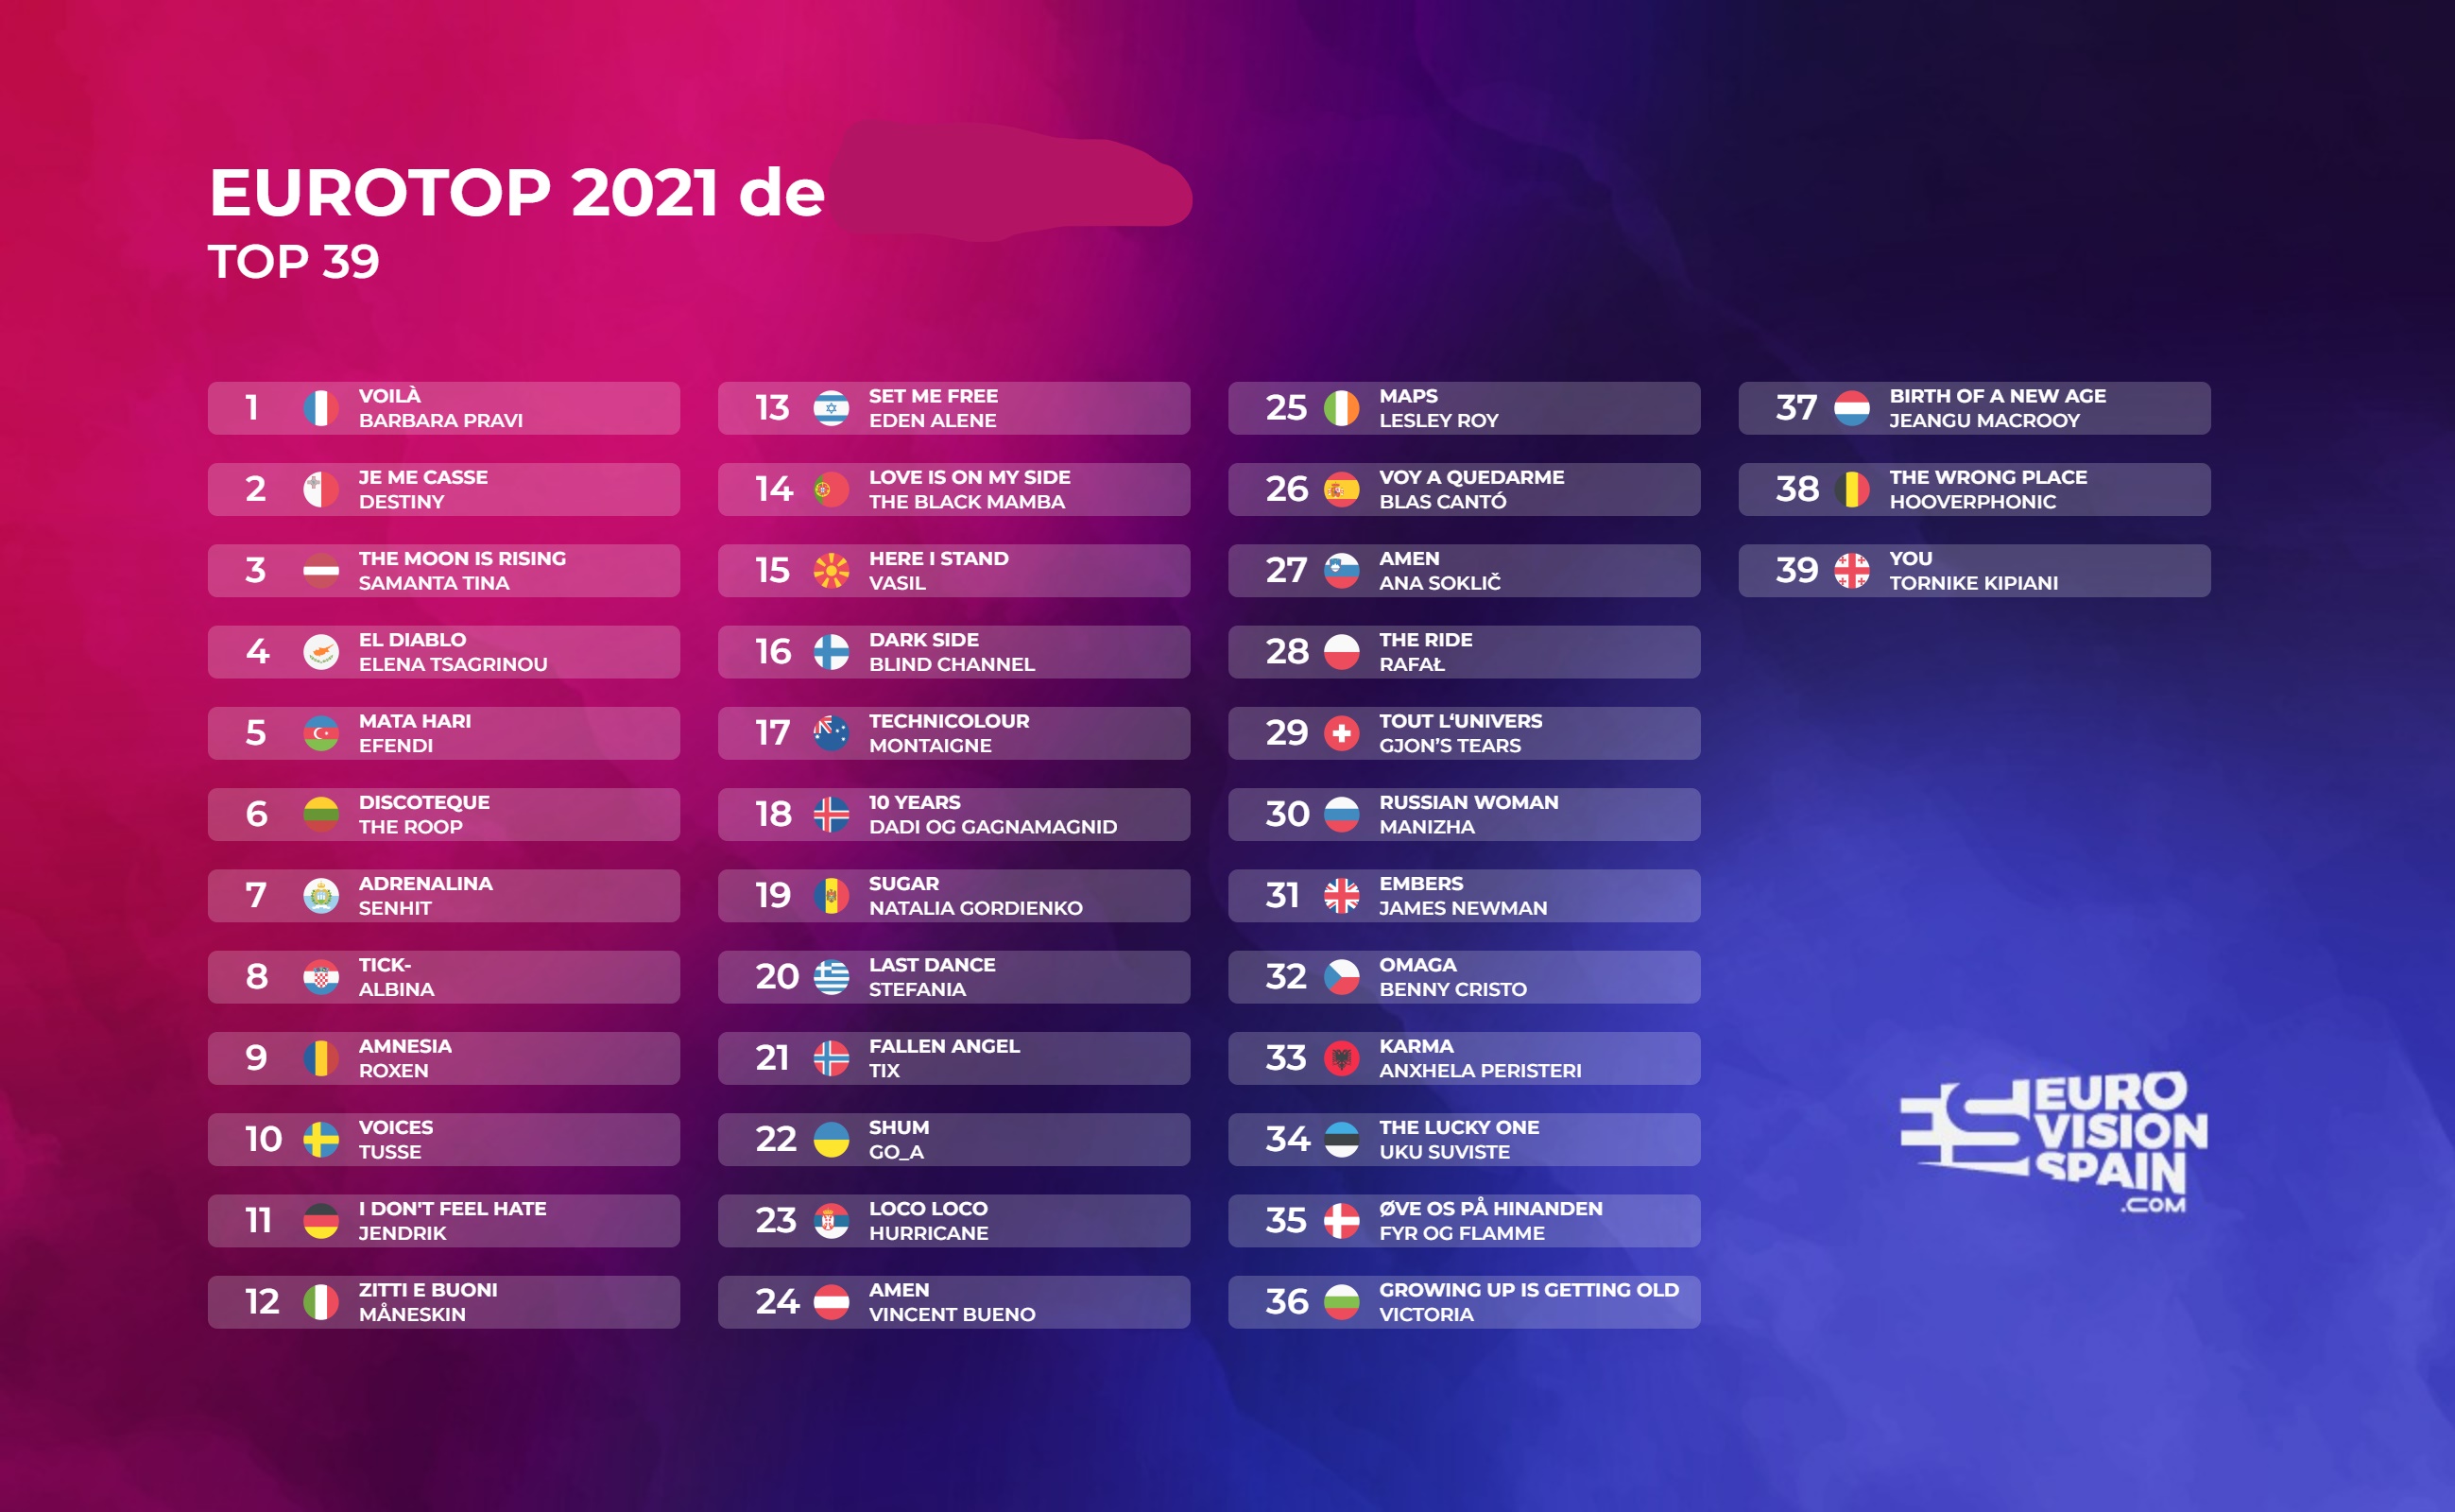 EUROTOP 2021 de
TOP 39
1
VOILÀ
BARBARA PRAVI
2
JE ME CASSE
DESTINY
3
THE MOON IS RISING
SAMANTA TINA
4
EL DIABLO
ELENA TSAGRINOU
5
MATA HARI
EFENDI
6
DISCOTEQUE
THE ROOP
7
ADRENALINA
SENHIT
8
TICK-
ALBINA
9
AMNESIA
ROXEN
10
VOICES
TUSSE
11
I DON'T FEEL HATE
JENDRIK
12
ZITTI E BUONI
MÅNESKIN
13
SET ME FREE
EDEN ALENE
14
LOVE IS ON MY SIDE
THE BLACK MAMBA
15
HERE I STAND
VASIL
16
DARK SIDE
BLIND CHANNEL
17
TECHNICOLOUR
MONTAIGNE
18
10 YEARS
DADI OG GAGNAMAGNID
19
SUGAR
NATALIA GORDIENKO
20
LAST DANCE
STEFANIA
21
FALLEN ANGEL
TIX
22
SHUM
GO_A
23
LOCO LOCO
HURRICANE
24
AMEN
VINCENT BUENO
25
MAPS
LESLEY ROY
26
VOY A QUEDARME
BLAS CANTÓ
27
AMEN
ANA SOKLIČ
28
THE RIDE
RAFAŁ
29
TOUT L‘UNIVERS
GJON’S TEARS
30
RUSSIAN WOMAN
MANIZHA
31
EMBERS
JAMES NEWMAN
32
OMAGA
BENNY CRISTO
33
KARMA
ANXHELA PERISTERI
34
THE LUCKY ONE
UKU SUVISTE
35
ØVE OS PÅ HINANDEN
FYR OG FLAMME
36
GROWING UP IS GETTING OLD
VICTORIA
37
BIRTH OF A NEW AGE
JEANGU MACROOY
38
THE WRONG PLACE
HOOVERPHONIC
39
YOU
TORNIKE KIPIANI
EURO
VISION
SPAIN
.COM